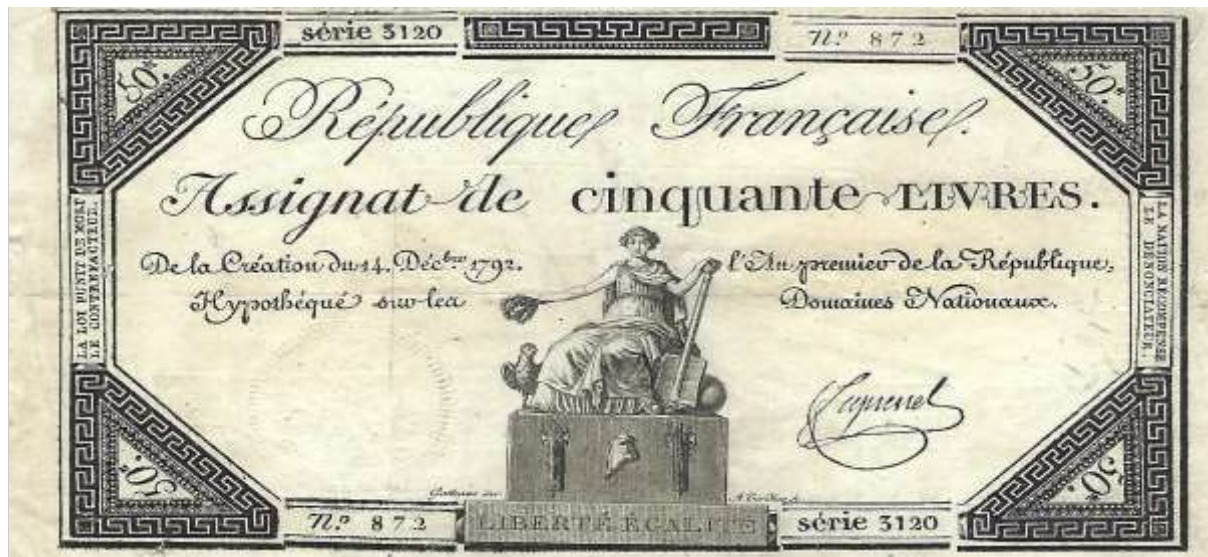 série 3120
N.º 872
50.
50.
République Française.
Assignat de cinquante LIVRES.
De la Création du 14. Décbre 1792.
l'An premier de la République,
Hypothéqué sur les
Domaines Nationaux.
LA LOI PUNIT DE MORT
LE CONTREFACTEUR.
LA NATION RÉCOMPENSE
LE DÉNONCIATEUR.
50.
50.
N.º 872
LIBERTÉ ÉGALITÉ
série 3120